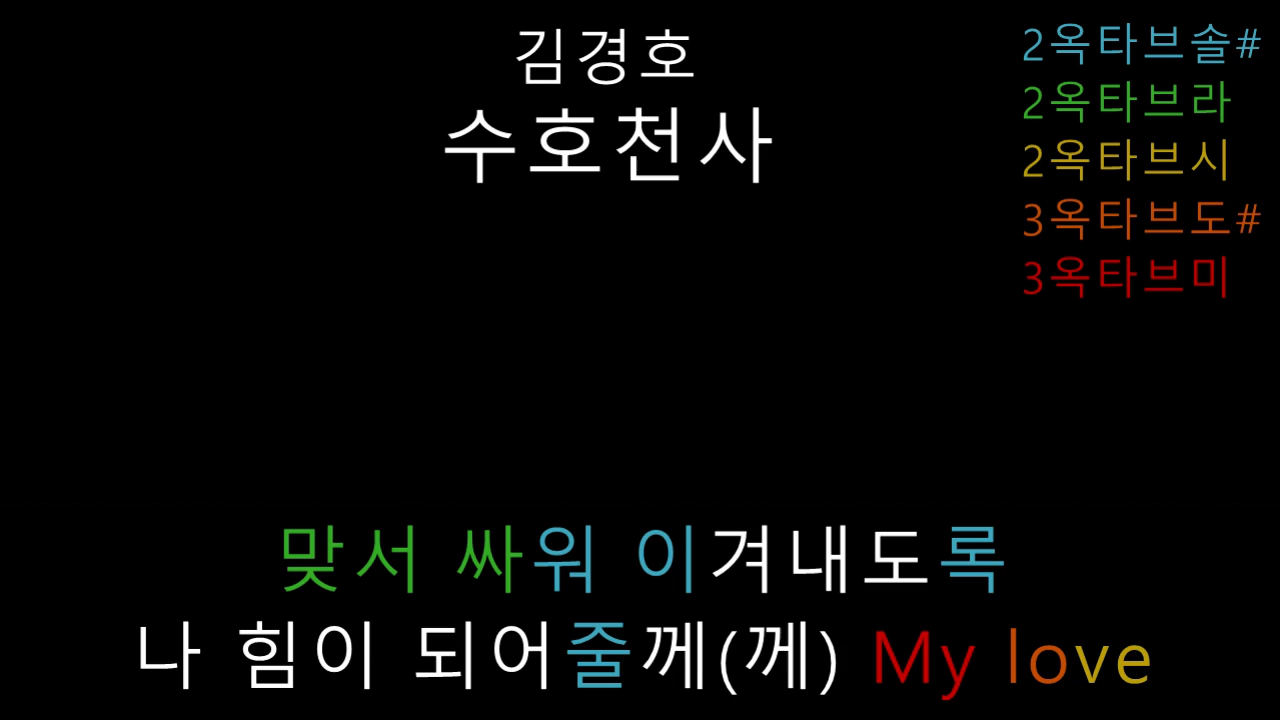 김경호
수호천사
2옥타브솔#
2옥타브라
2옥타브시
3옥타브도#
3옥타브미
맞서 싸워 이겨내도록
나 힘이 되어줄께(께) My love